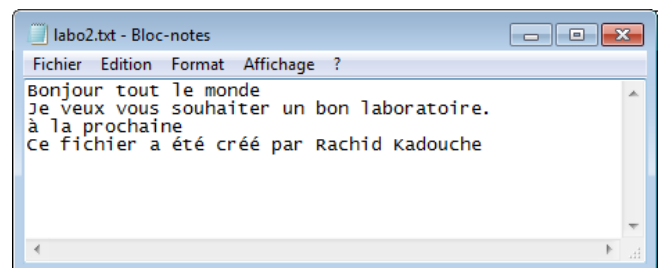 labo2.txt - Bloc-notes
Fichier Edition Format Affichage ?
Bonjour tout le monde
Je veux vous souhaiter un bon laboratoire.
à la prochaine
Ce fichier a été créé par Rachid Kadouche